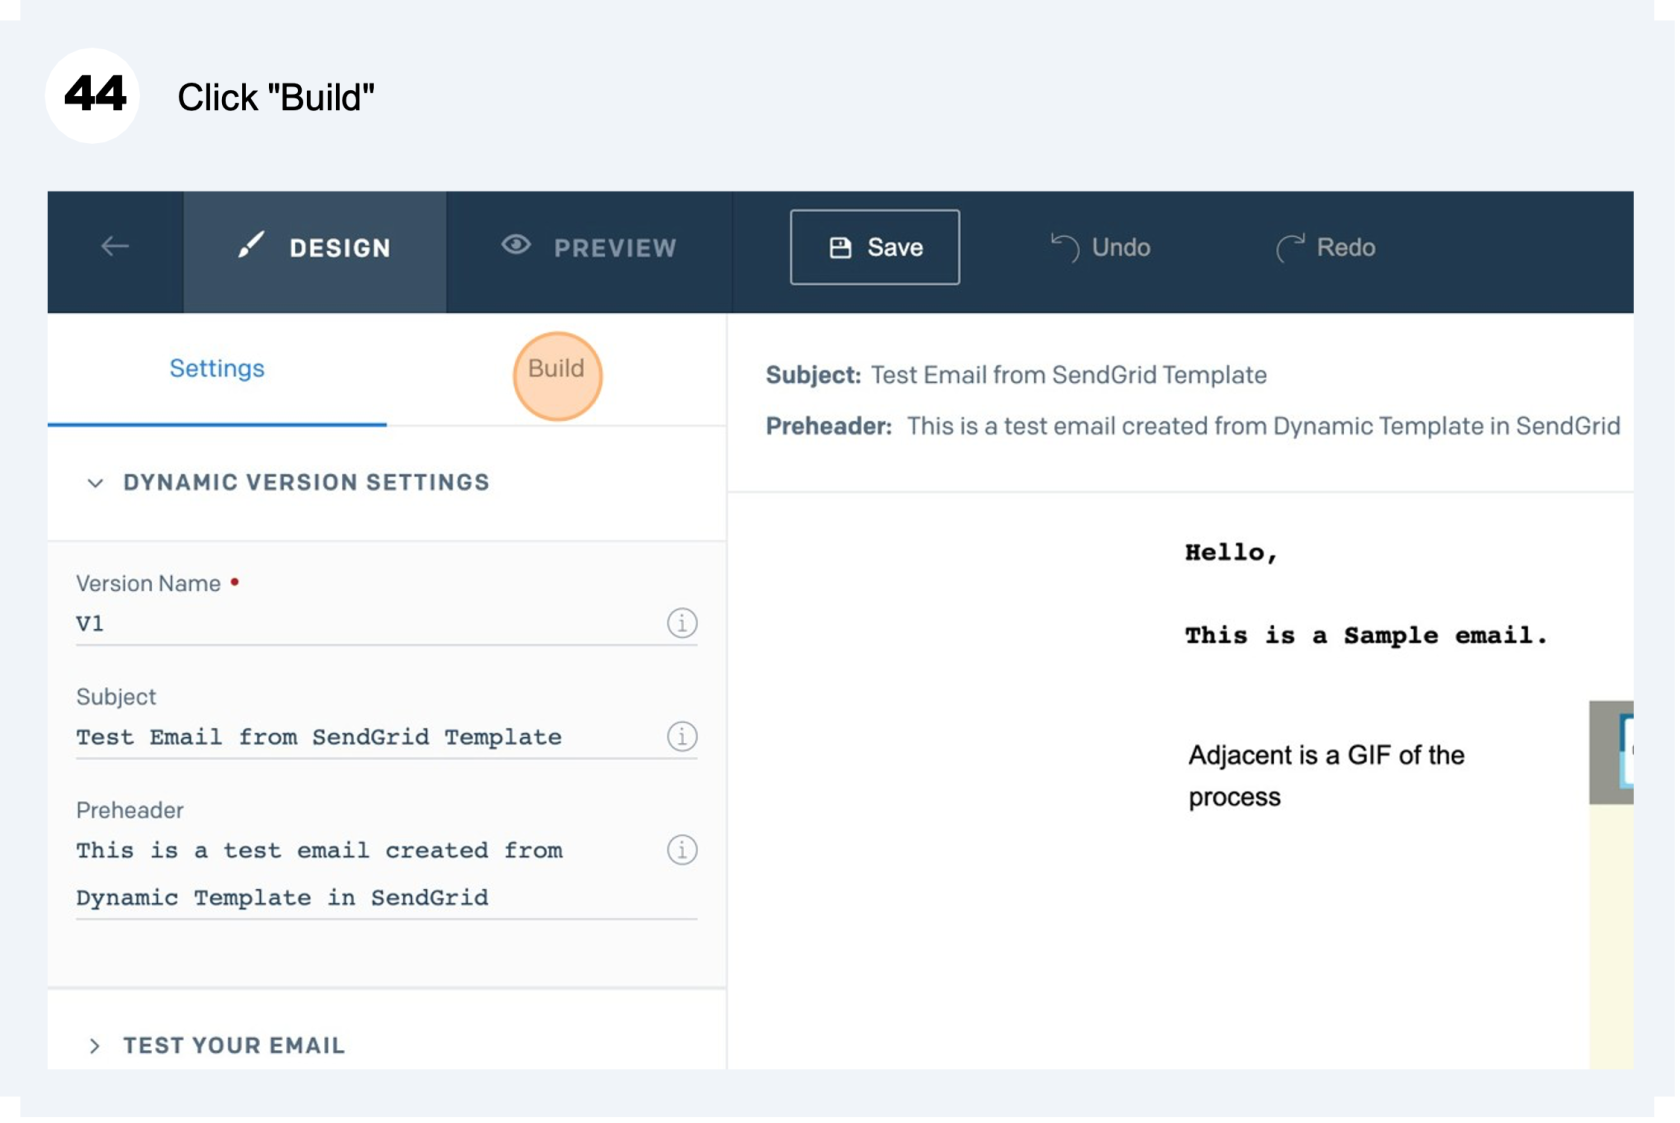 44 Click "Build"
DESIGN PREVIEW Save Undo Redo
Settings Build
Subject: Test Email from SendGrid Template
Preheader: This is a test email created from Dynamic Template in SendGrid
DYNAMIC VERSION SETTINGS
Version Name
V1
Subject
Test Email from SendGrid Template
Preheader
This is a test email created from
Dynamic Template in SendGrid
TEST YOUR EMAIL
Hello,
This is a Sample email.
Adjacent is a GIF of the
process